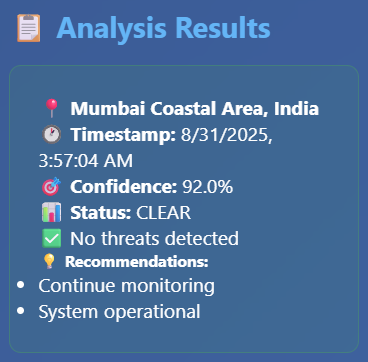 Analysis Results
Mumbai Coastal Area, India
Timestamp: 8/31/2025,
3:57:04 AM
Confidence: 92.0%
Status: CLEAR
No threats detected
Recommendations:
Continue monitoring
System operational